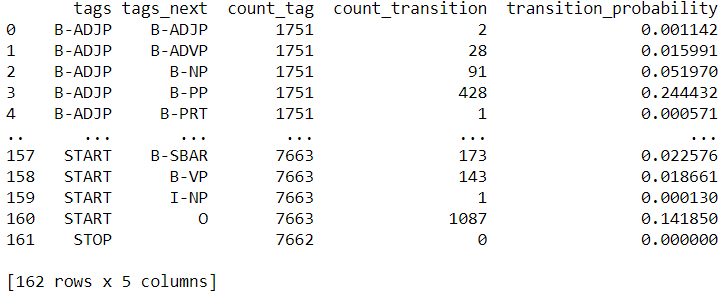 tags tags_next count_tag count_transition transition_probability
0 B-ADJP B-ADJP 1751 2 0.001142
1 B-ADJP B-ADVP 1751 28 0.015991
2 B-ADJP B-NP 1751 91 0.051970
3 B-ADJP B-PP 1751 428 0.244432
4 B-ADJP B-PRT 1751 1 0.000571
.. ... ... ... ... ...
157 START B-SBAR 7663 173 0.022576
158 START B-VP 7663 143 0.018661
159 START I-NP 7663 1 0.000130
160 START O 7663 1087 0.141850
161 STOP 7662 0 0.000000
[162 rows x 5 columns]